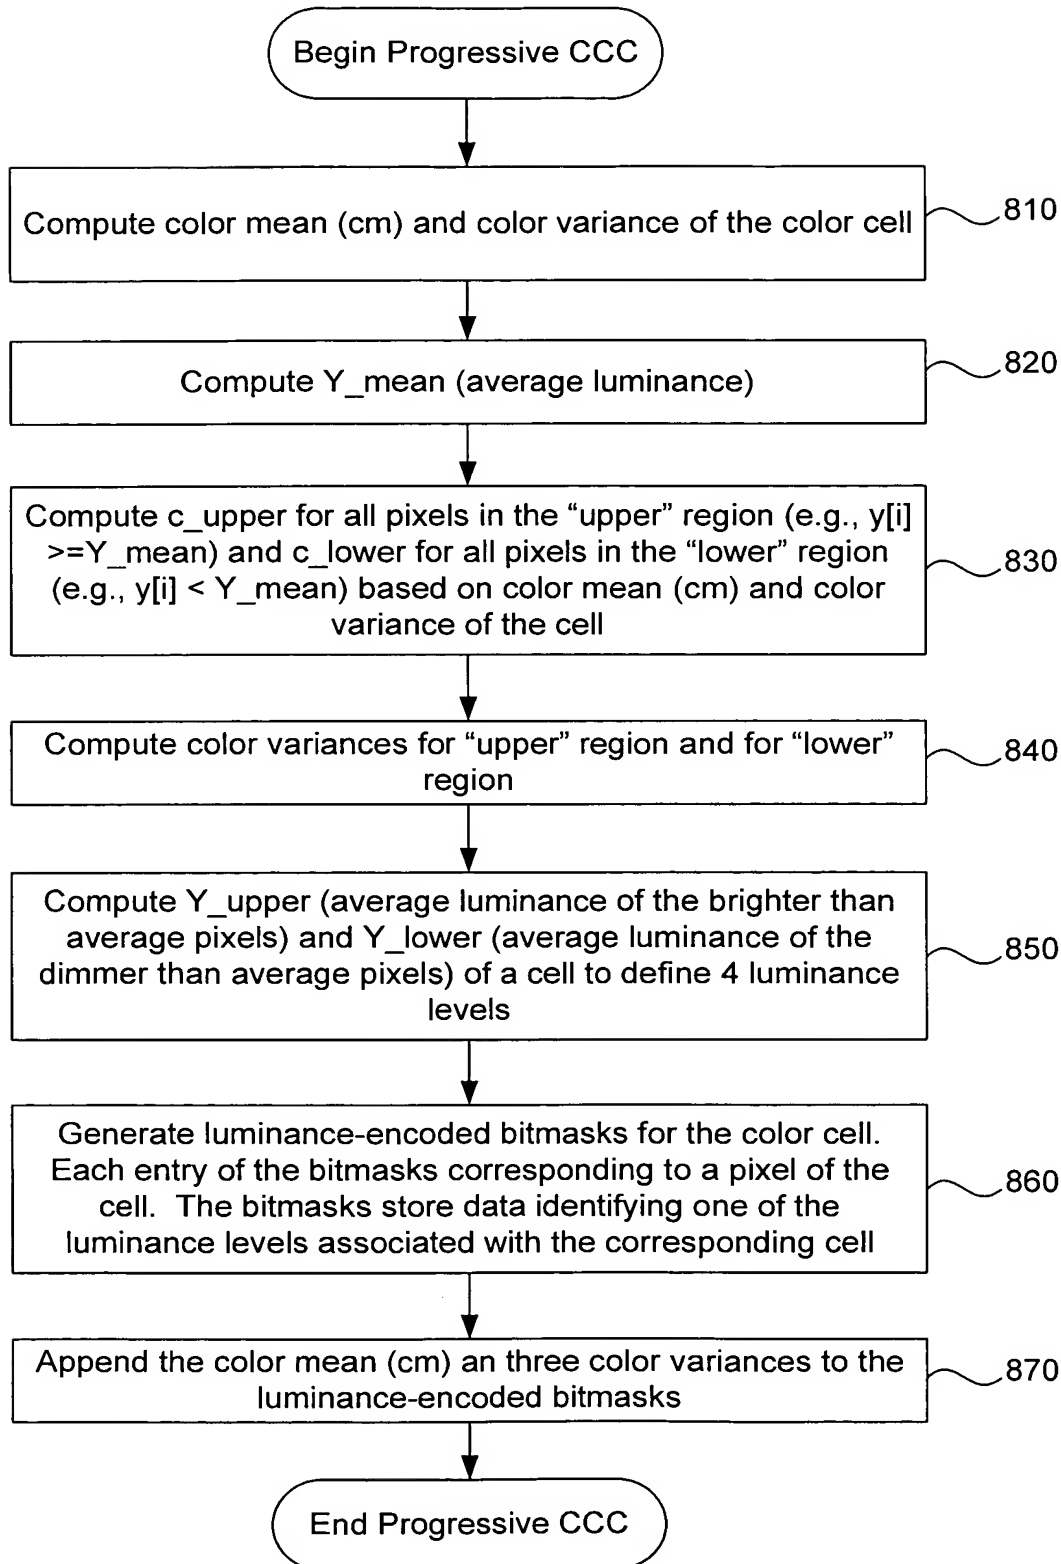 Begin Progressive CCC
Compute color mean (cm) and color variance of the color cell
810
Compute Y_mean (average luminance)
820
Compute c_upper for all pixels in the “upper” region (e.g., y[i]
>=Y_mean) and c_lower for all pixels in the “lower” region
(e.g., y[i] < Y_mean) based on color mean (cm) and color
variance of the cell
830
Compute color variances for “upper” region and for “lower”
region
840
Compute Y_upper (average luminance of the brighter than
average pixels) and Y_lower (average luminance of the
dimmer than average pixels) of a cell to define 4 luminance
levels
850
Generate luminance-encoded bitmasks for the color cell.
Each entry of the bitmasks corresponding to a pixel of the
cell. The bitmasks store data identifying one of the
luminance levels associated with the corresponding cell
860
Append the color mean (cm) an three color variances to the
luminance-encoded bitmasks
870
End Progressive CCC